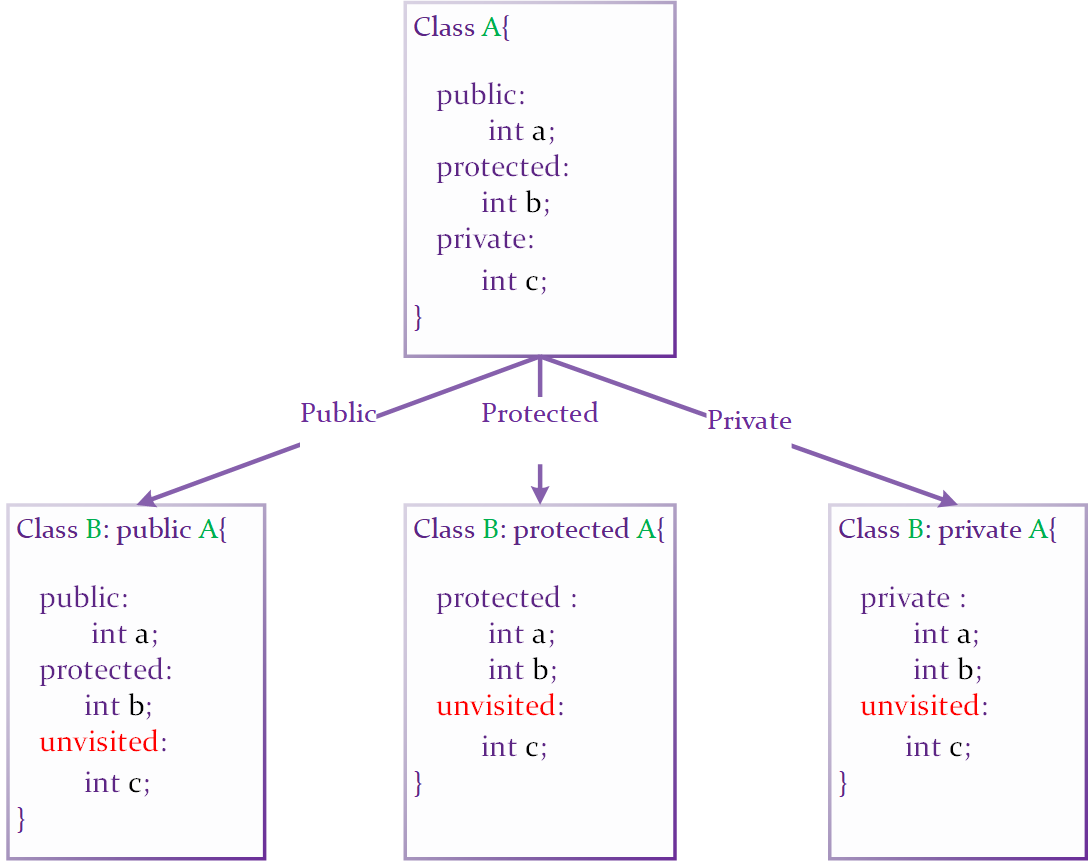 Class A{
public:
int a;
protected:
int b;
private:
int c;
}
Public
Protected
Private
Class B: public A{
public:
int a;
protected:
int b;
unvisited:
int c;
}
Class B: protected A{
protected :
int a;
int b;
unvisited:
int c;
}
Class B: private A{
private :
int a;
int b;
unvisited:
int c;
}